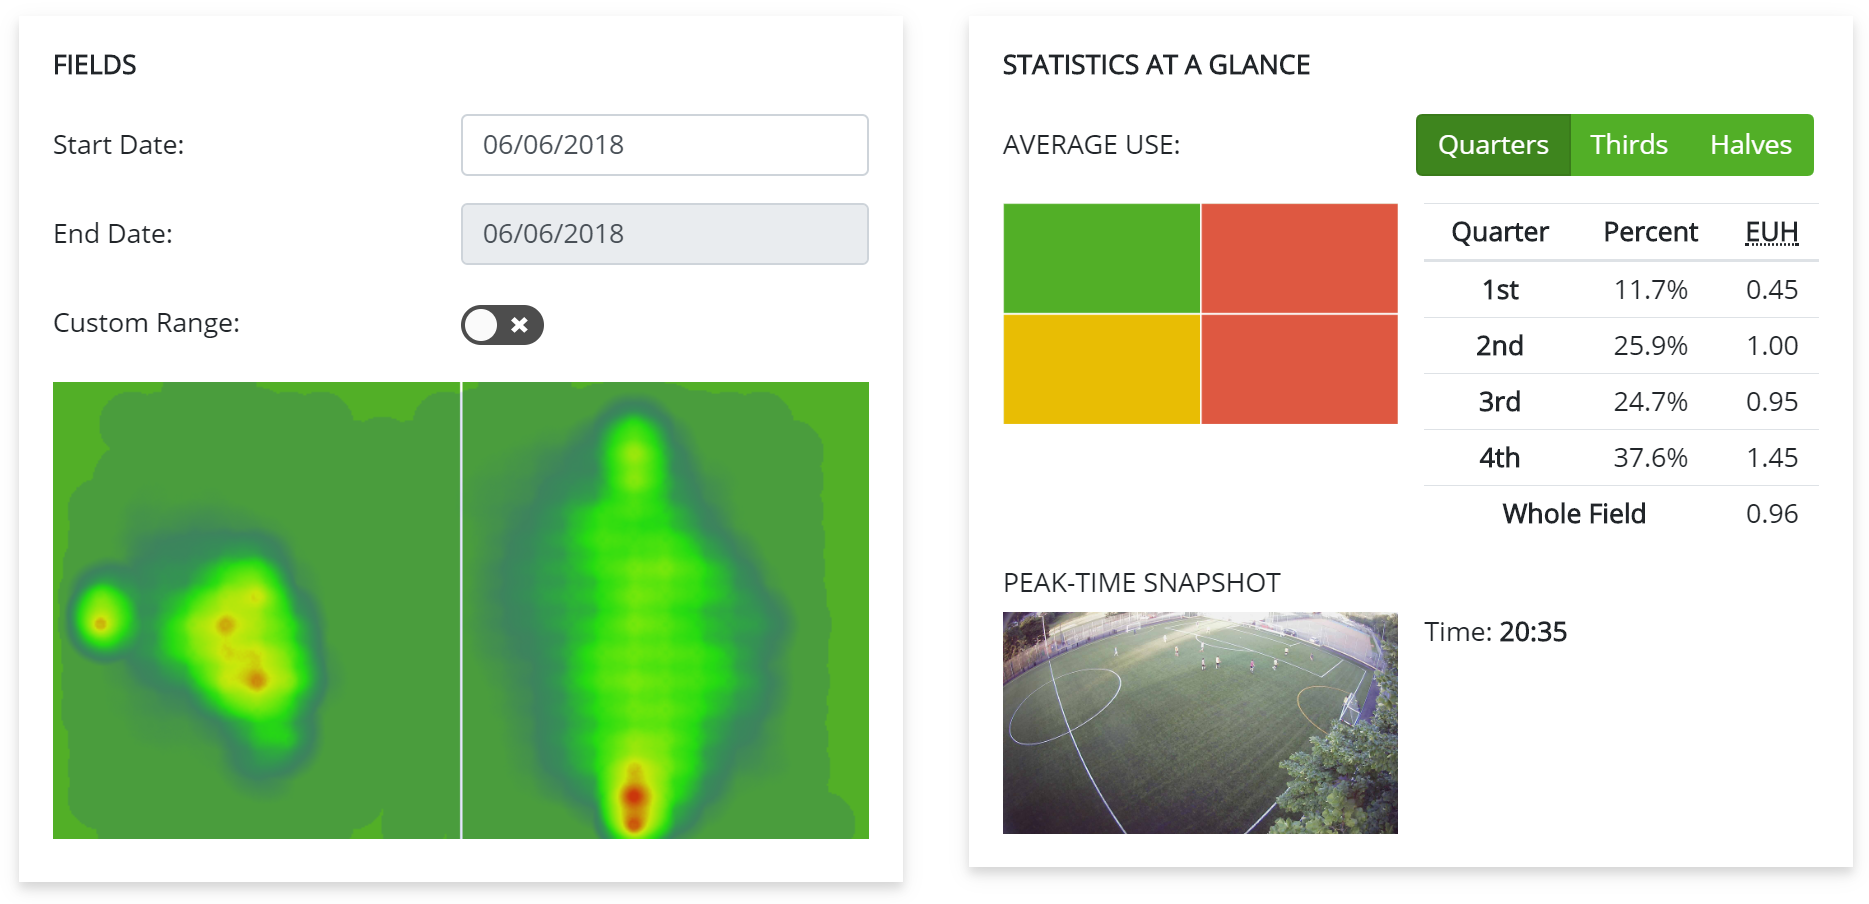 FIELDS
Start Date:
06/06/2018
End Date:
06/06/2018
Custom Range:
STATISTICS AT A GLANCE
AVERAGE USE:
Quarters Thirds Halves
Quarter Percent EUH
1st 11.7% 0.45
2nd 25.9% 1.00
3rd 24.7% 0.95
4th 37.6% 1.45
Whole Field 0.96
PEAK-TIME SNAPSHOT
Time: 20:35